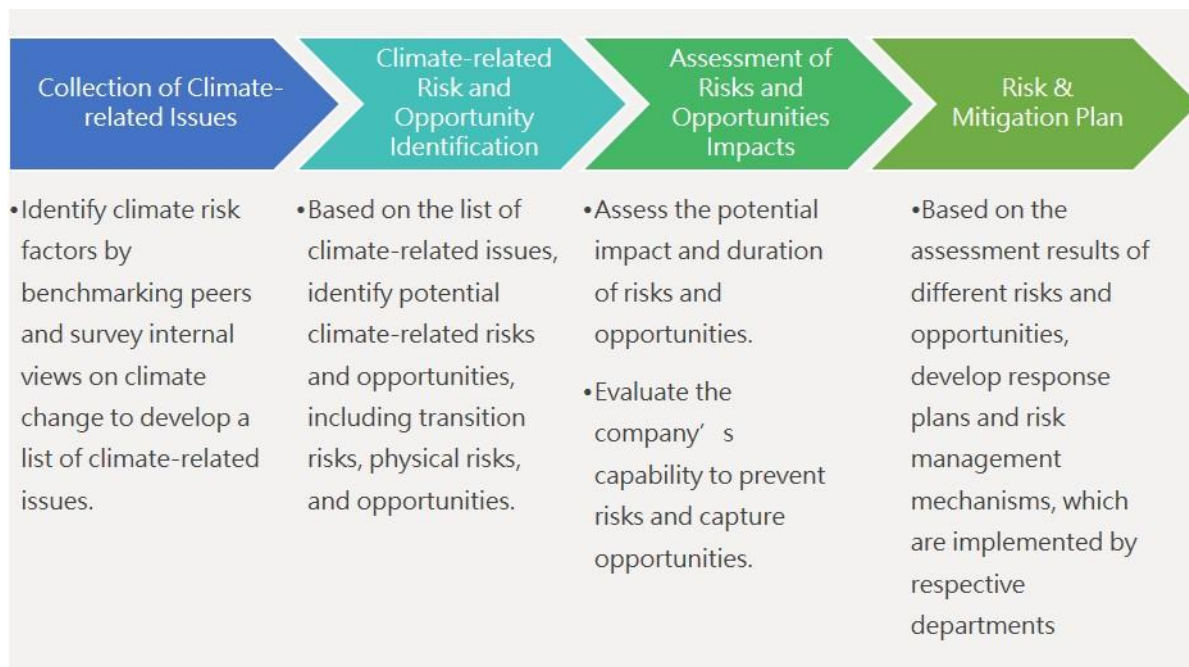 Collection of Climate-
related Issues
Climate-related
Risk and
Opportunity
Identification
Assessment of
Risks and
Opportunities
Impacts
Risk &
Mitigation Plan
•Identify climate risk
factors by
benchmarking peers
and survey internal
views on climate
change to develop a
list of climate-related
issues.
•Based on the list of
climate-related issues,
identify potential
climate-related risks
and opportunities,
including transition
risks, physical risks,
and opportunities.
•Assess the potential
impact and duration
of risks and
opportunities.
•Evaluate the
company’ s
capability to prevent
risks and capture
opportunities.
•Based on the
assessment results of
different risks and
opportunities,
develop response
plans and risk
management
mechanisms, which
are implemented by
respective
departments